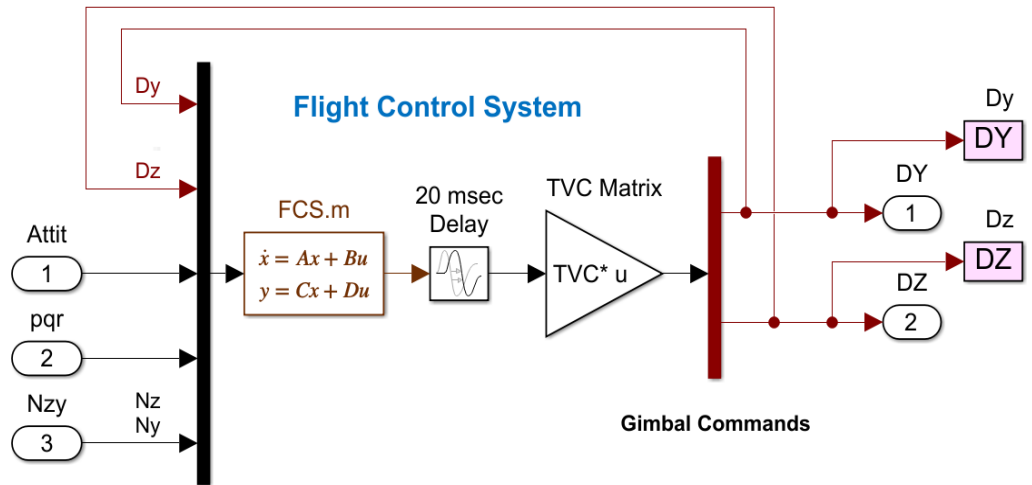 Dy
Dz
Attit
1
pqr
2
Nzy
3
Nz
Ny
Flight Control System
FCS.m
ẋ = Ax + Bu
y = Cx + Du
20 msec
Delay
TVC Matrix
TVC* u
Gimbal Commands
Dy
DY
DY
1
Dz
DZ
DZ
2